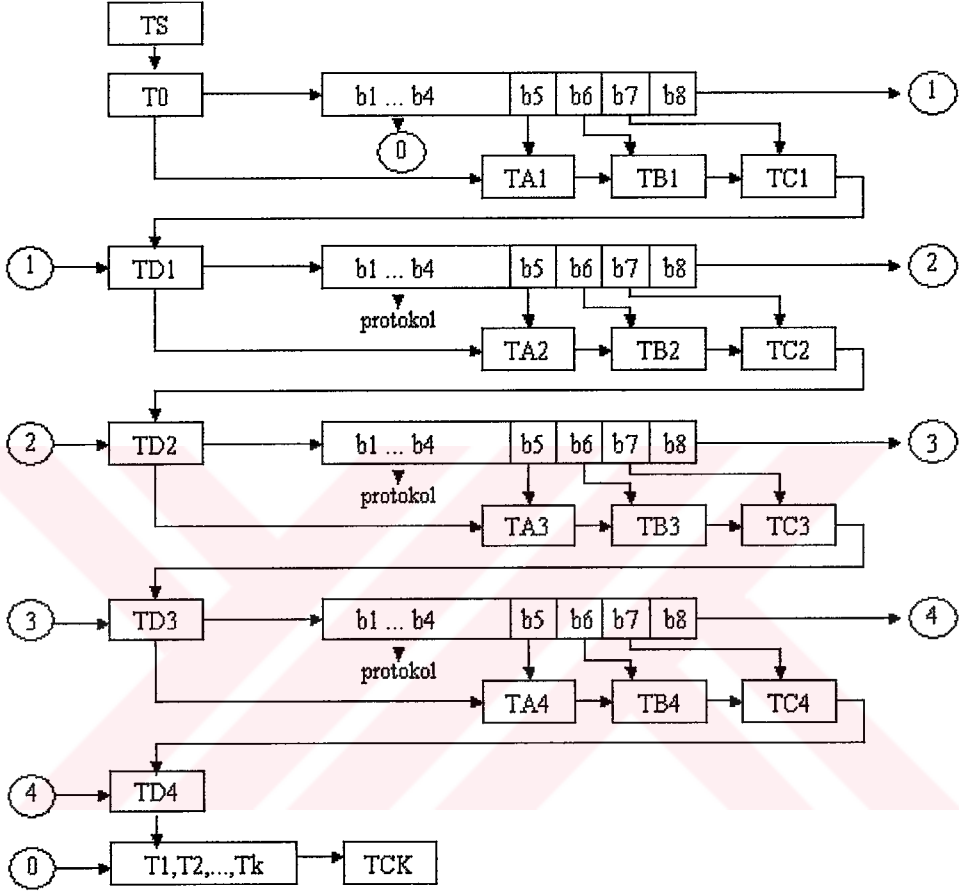 TS
T0 b1 ... b4 b5 b6 b7 b8 1
0
TA1 TB1 TC1
1 TD1 b1 ... b4 b5 b6 b7 b8 2
protokol
TA2 TB2 TC2
2 TD2 b1 ... b4 b5 b6 b7 b8 3
protokol
TA3 TB3 TC3
3 TD3 b1 ... b4 b5 b6 b7 b8 4
protokol
TA4 TB4 TC4
4 TD4
0 T1,T2,...,Tk TCK